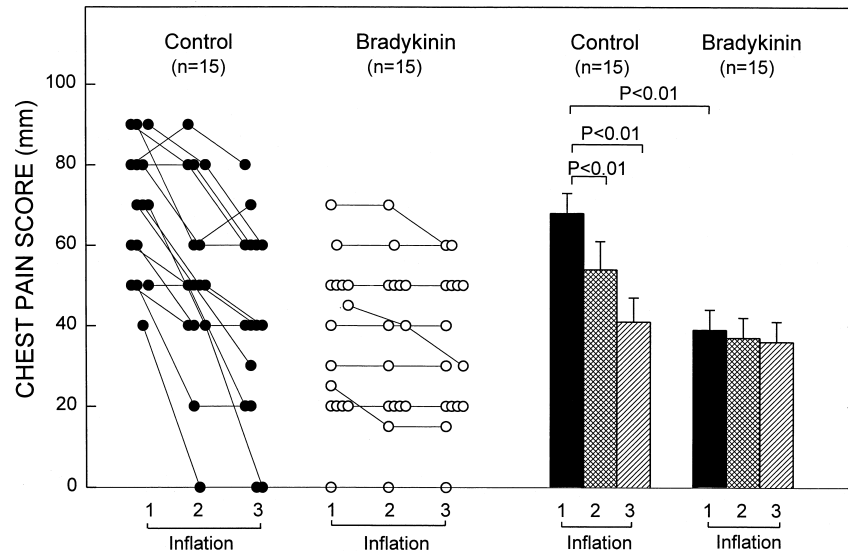 Control
(n=15)
Bradykinin
(n=15)
Control
(n=15)
Bradykinin
(n=15)
CHEST PAIN SCORE (mm)
100
80
60
40
20
0
P<0.01
P<0.01
P<0.01
1 2 3
Inflation
1 2 3
Inflation
1 2 3
Inflation
1 2 3
Inflation